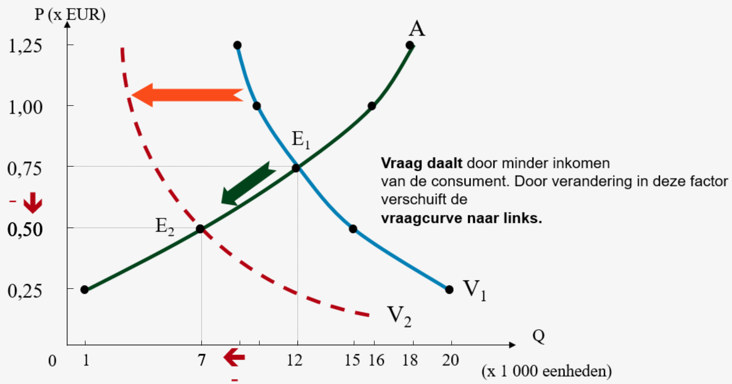 P (x EUR)
1,25
A
1,00
E1
0,75
Vraag daalt door minder inkomen
van de consument. Door verandering in deze factor
verschuift de
vraagcurve naar links.
-
E2
0,50
0,25
V1
V2
Q
0 1 7 12 15 16 18 20
-
(x 1 000 eenheden)